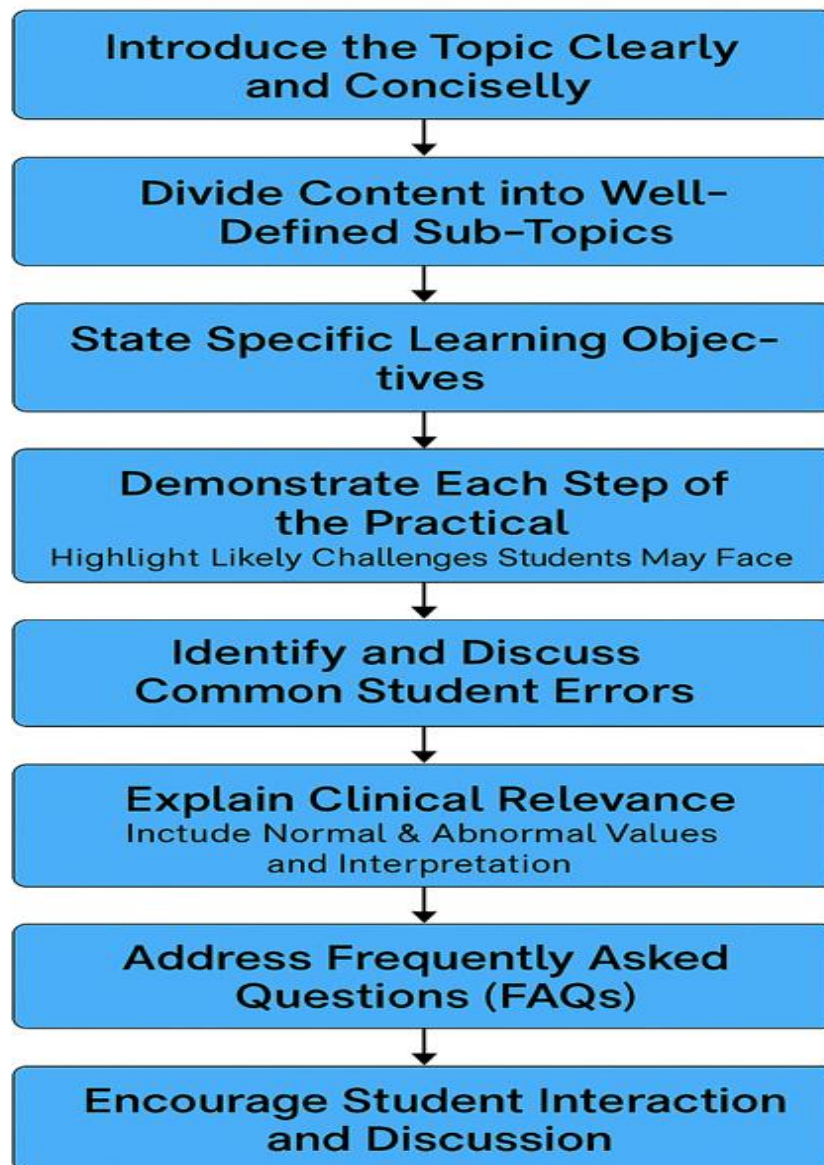 Introduce the Topic Clearly
and Conciselly
Divide Content into Well-
Defined Sub-Topics
State Specific Learning Objec-
tives
Demonstrate Each Step of
the Practical
Highlight Likely Challenges Students May Face
Identify and Discuss
Common Student Errors
Explain Clinical Relevance
Inctude Normal & Abnormal Values
and Interpretation
Address Frequently Asked
Questions (FAQs)
Encourage Student Interaction
and Discussion